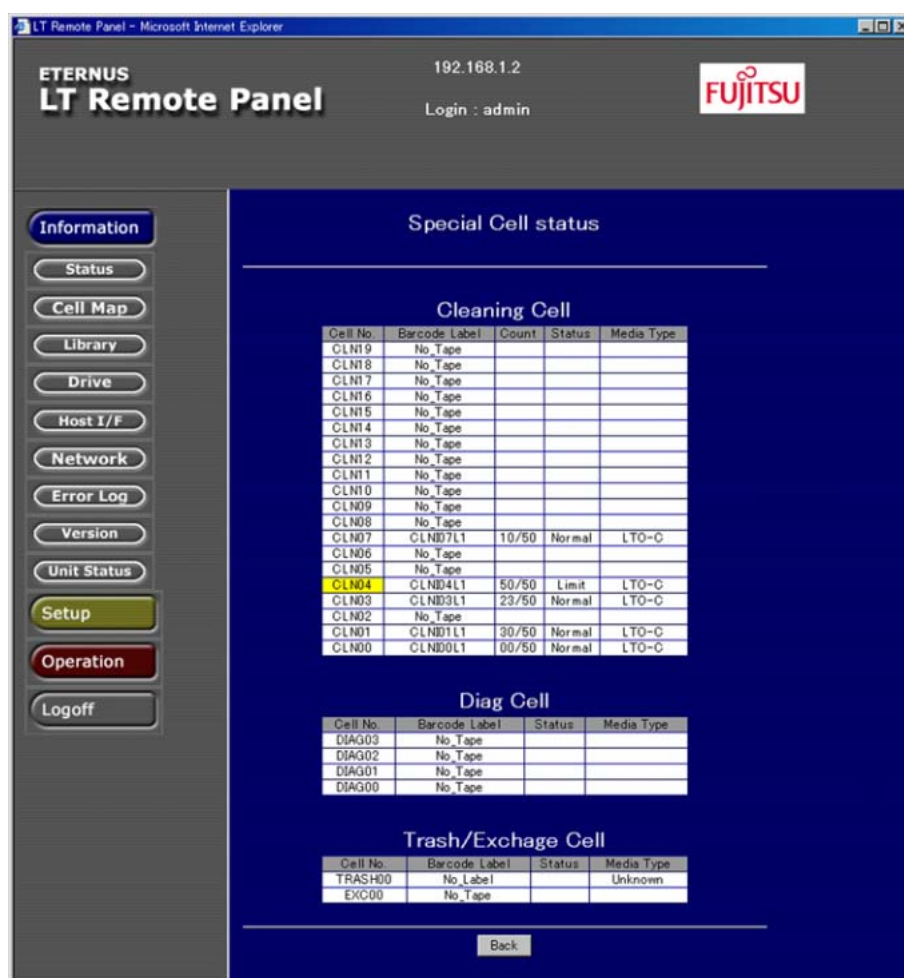 LT Remote Panel - Microsoft Internet Explorer
ETERNUS
LT Remote Panel
192.168.1.2
Login : admin
FUJITSU
Information
Status
Cell Map
Library
Drive
Host I/F
Network
Error Log
Version
Unit Status
Setup
Operation
Logoff
Special Cell status
Cleaning Cell
Cell No. Barcode Label Count Status Media Type
CLN19 No_Tape
CLN18 No_Tape
CLN17 No_Tape
CLN16 No_Tape
CLN15 No_Tape
CLN14 No_Tape
CLN13 No_Tape
CLN12 No_Tape
CLN11 No_Tape
CLN10 No_Tape
CLN09 No_Tape
CLN08 No_Tape
CLN07 CLNI07L1 10/50 Normal LTO-C
CLN06 No_Tape
CLN05 No_Tape
CLN04 CLNI04L1 50/50 Limit LTO-C
CLN03 CLNI03L1 23/50 Normal LTO-C
CLN02 No_Tape
CLN01 CLNI01L1 30/50 Normal LTO-C
CLN00 CLNI00L1 00/50 Normal LTO-C
Diag Cell
Cell No. Barcode Label Status Media Type
DIAG03 No_Tape
DIAG02 No_Tape
DIAG01 No_Tape
DIAG00 No_Tape
Trash/Exchage Cell
Cell No. Barcode Label Status Media Type
TRASH00 No_Label Unknown
EXC00 No_Tape
Back